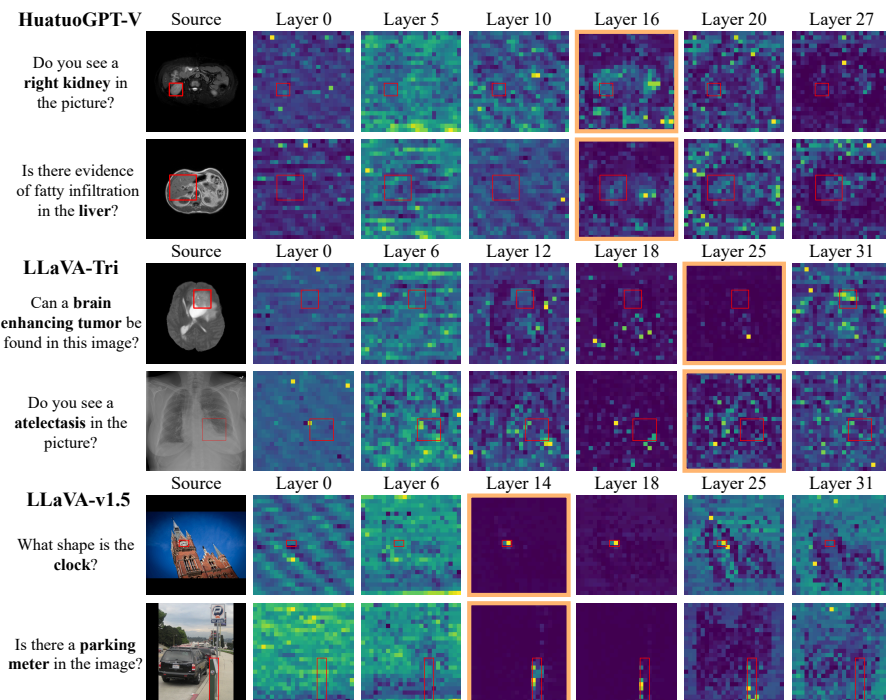 HuatuoGPT-V Source Layer 0 Layer 5 Layer 10 Layer 16 Layer 20 Layer 27
Do you see a
right kidney in
the picture?
Is there evidence
of fatty infiltration
in the liver?
LLaVA-Tri Source Layer 0 Layer 6 Layer 12 Layer 18 Layer 25 Layer 31
Can a brain
enhancing tumor be
found in this image?
Do you see a
atelectasis in the
picture?
LLaVA-v1.5 Source Layer 0 Layer 6 Layer 14 Layer 18 Layer 25 Layer 31
What shape is the
clock?
Is there a parking
meter in the image?